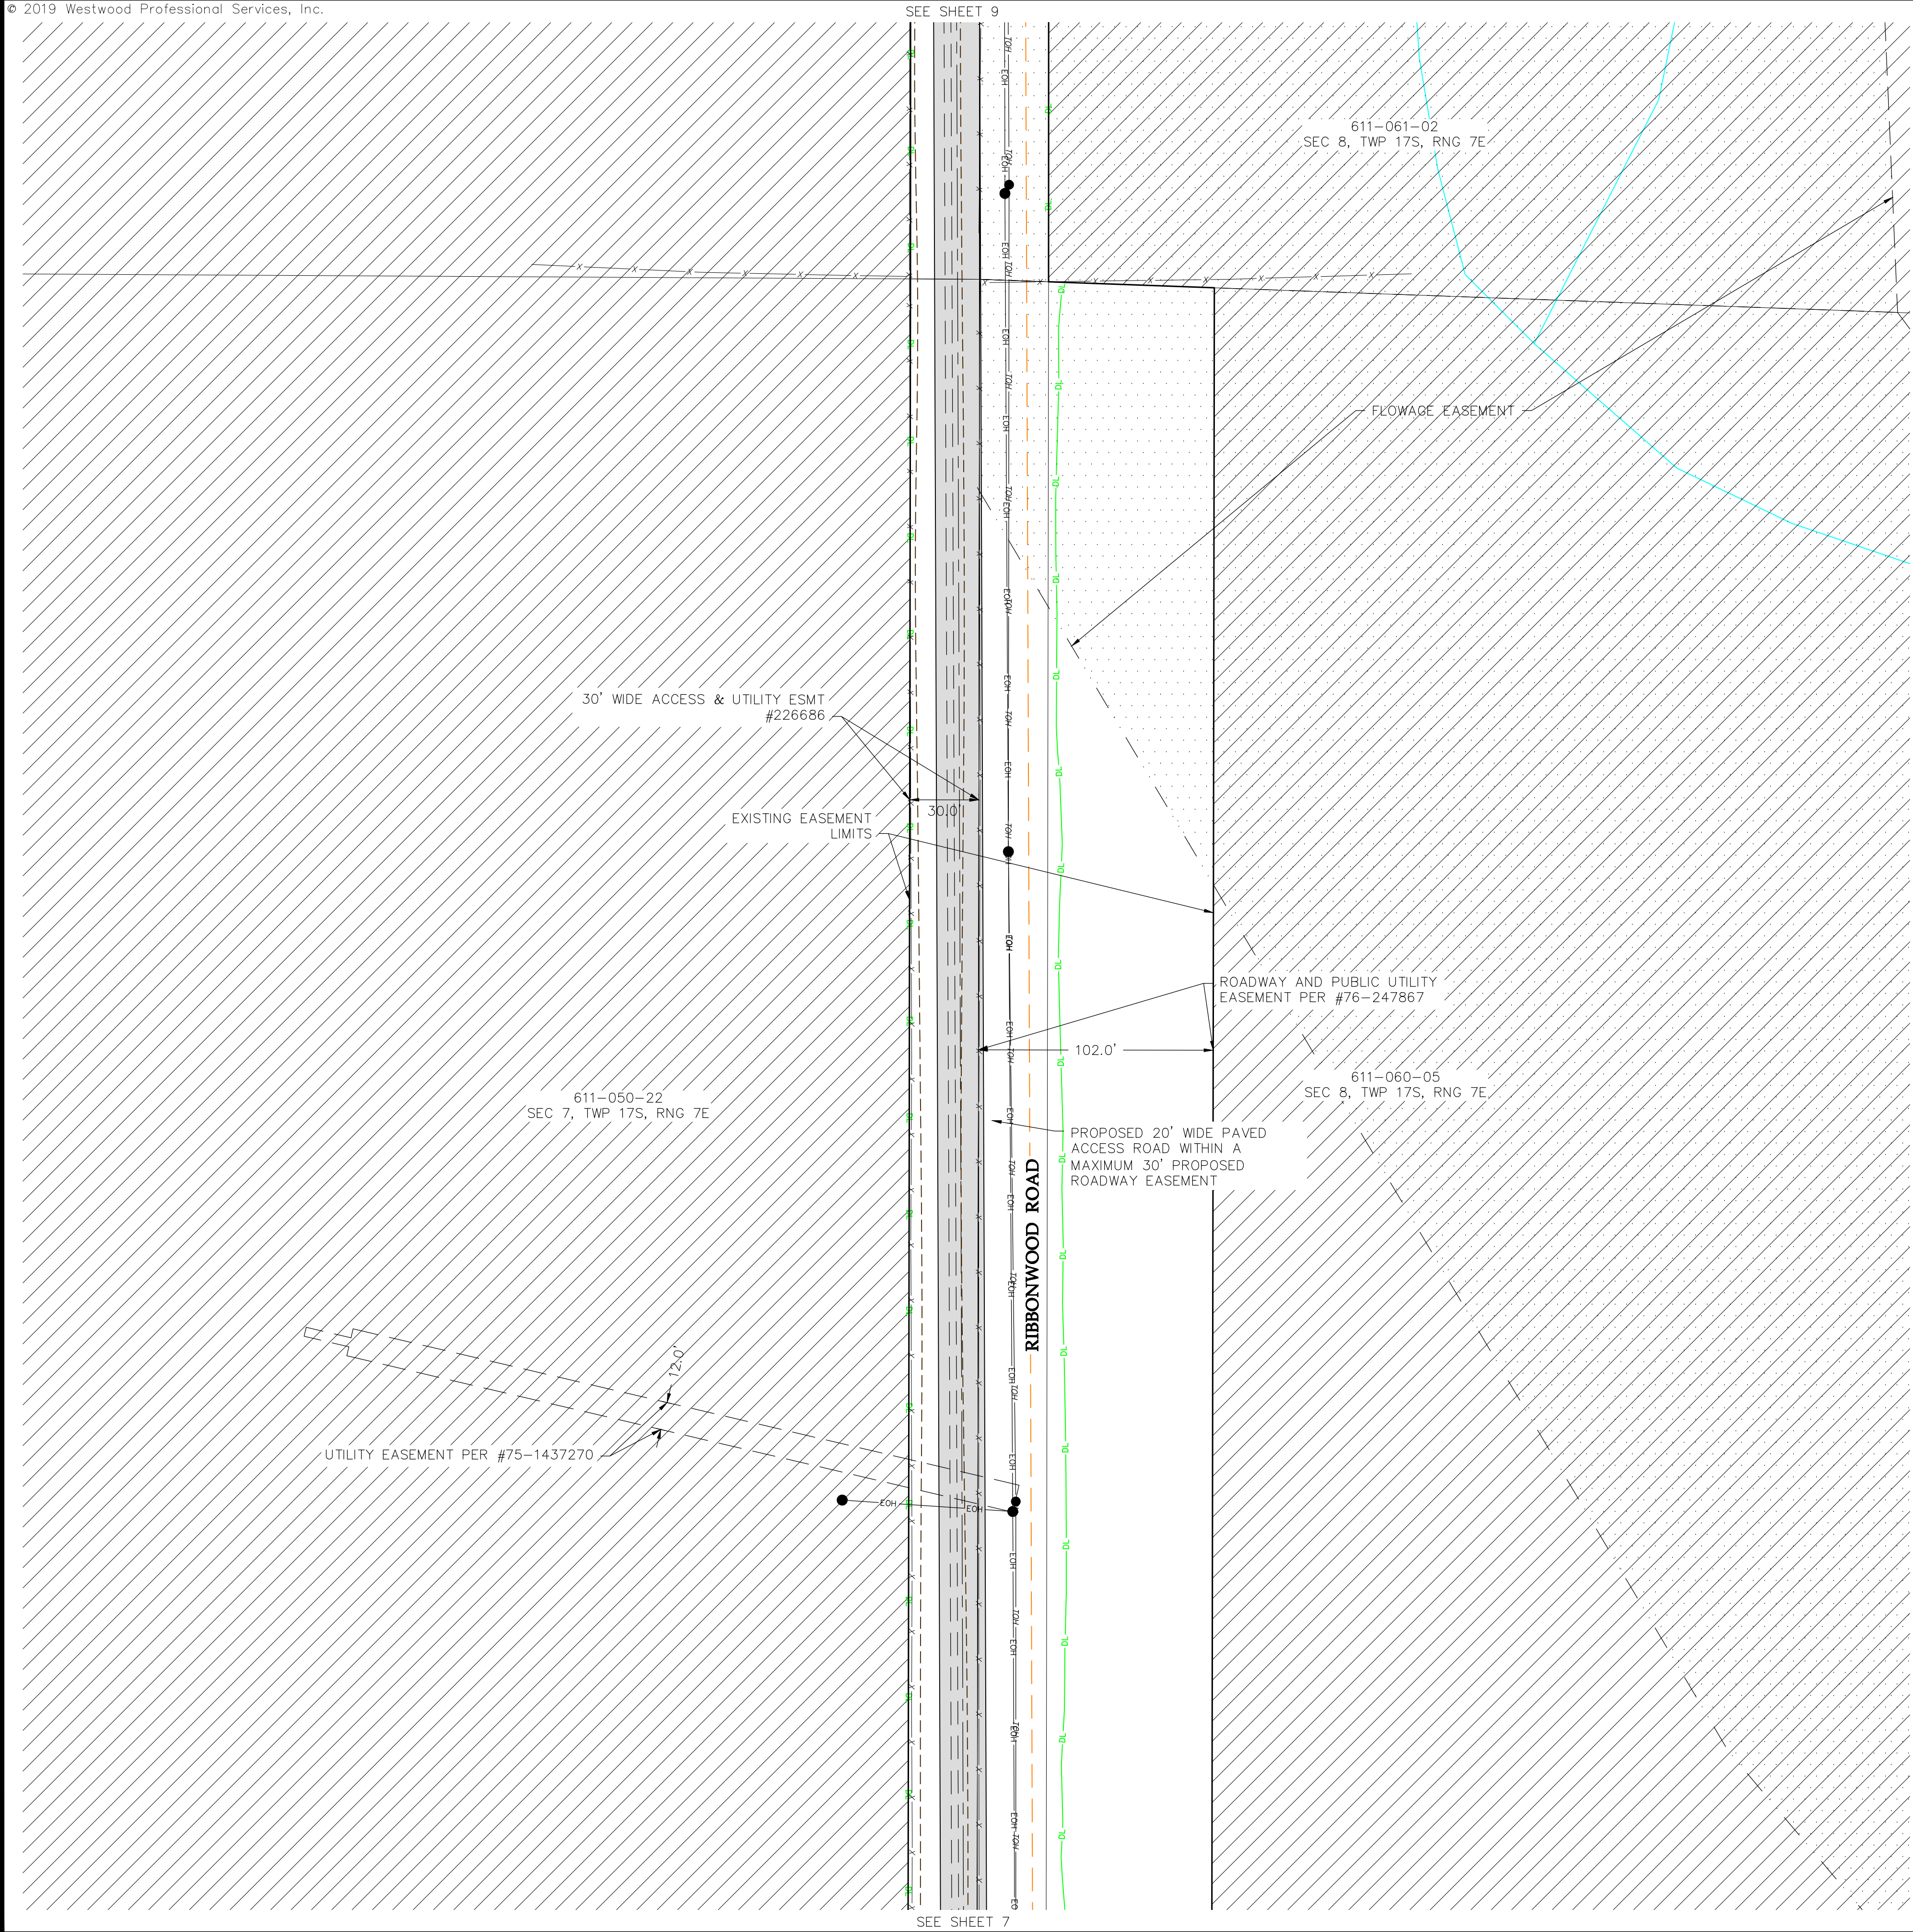 © 2019 Westwood Professional Services, Inc.
SEE SHEET 9
611-061-02
SEC 8, TWP 17S, RNG 7E
FLOWAGE EASEMENT
30' WIDE ACCESS & UTILITY ESMT
#226686
30.0'
EXISTING EASEMENT
LIMITS
ROADWAY AND PUBLIC UTILITY
EASEMENT PER #76-247867
102.0'
611-060-05
SEC 8, TWP 17S, RNG 7E
611-050-22
SEC 7, TWP 17S, RNG 7E
PROPOSED 20' WIDE PAVED
ACCESS ROAD WITHIN A
MAXIMUM 30' PROPOSED
ROADWAY EASEMENT
RIBBONWOOD ROAD
12.0'
UTILITY EASEMENT PER #75-1437270
EOH
EOH
TOH
DL
X
SEE SHEET 7